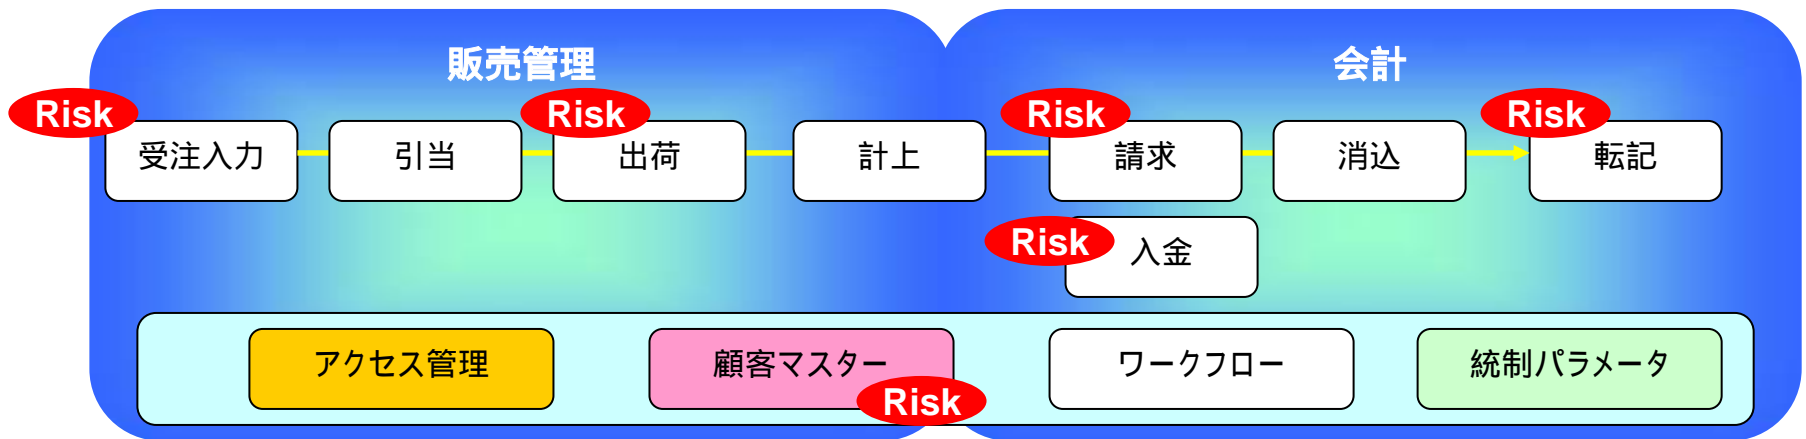 販売管理
会計
Risk
Risk
Risk
Risk
受注入力
引当
出荷
計上
請求
消込
転記
Risk
入金
アクセス管理
顧客マスター
ワークフロー
統制パラメータ
Risk